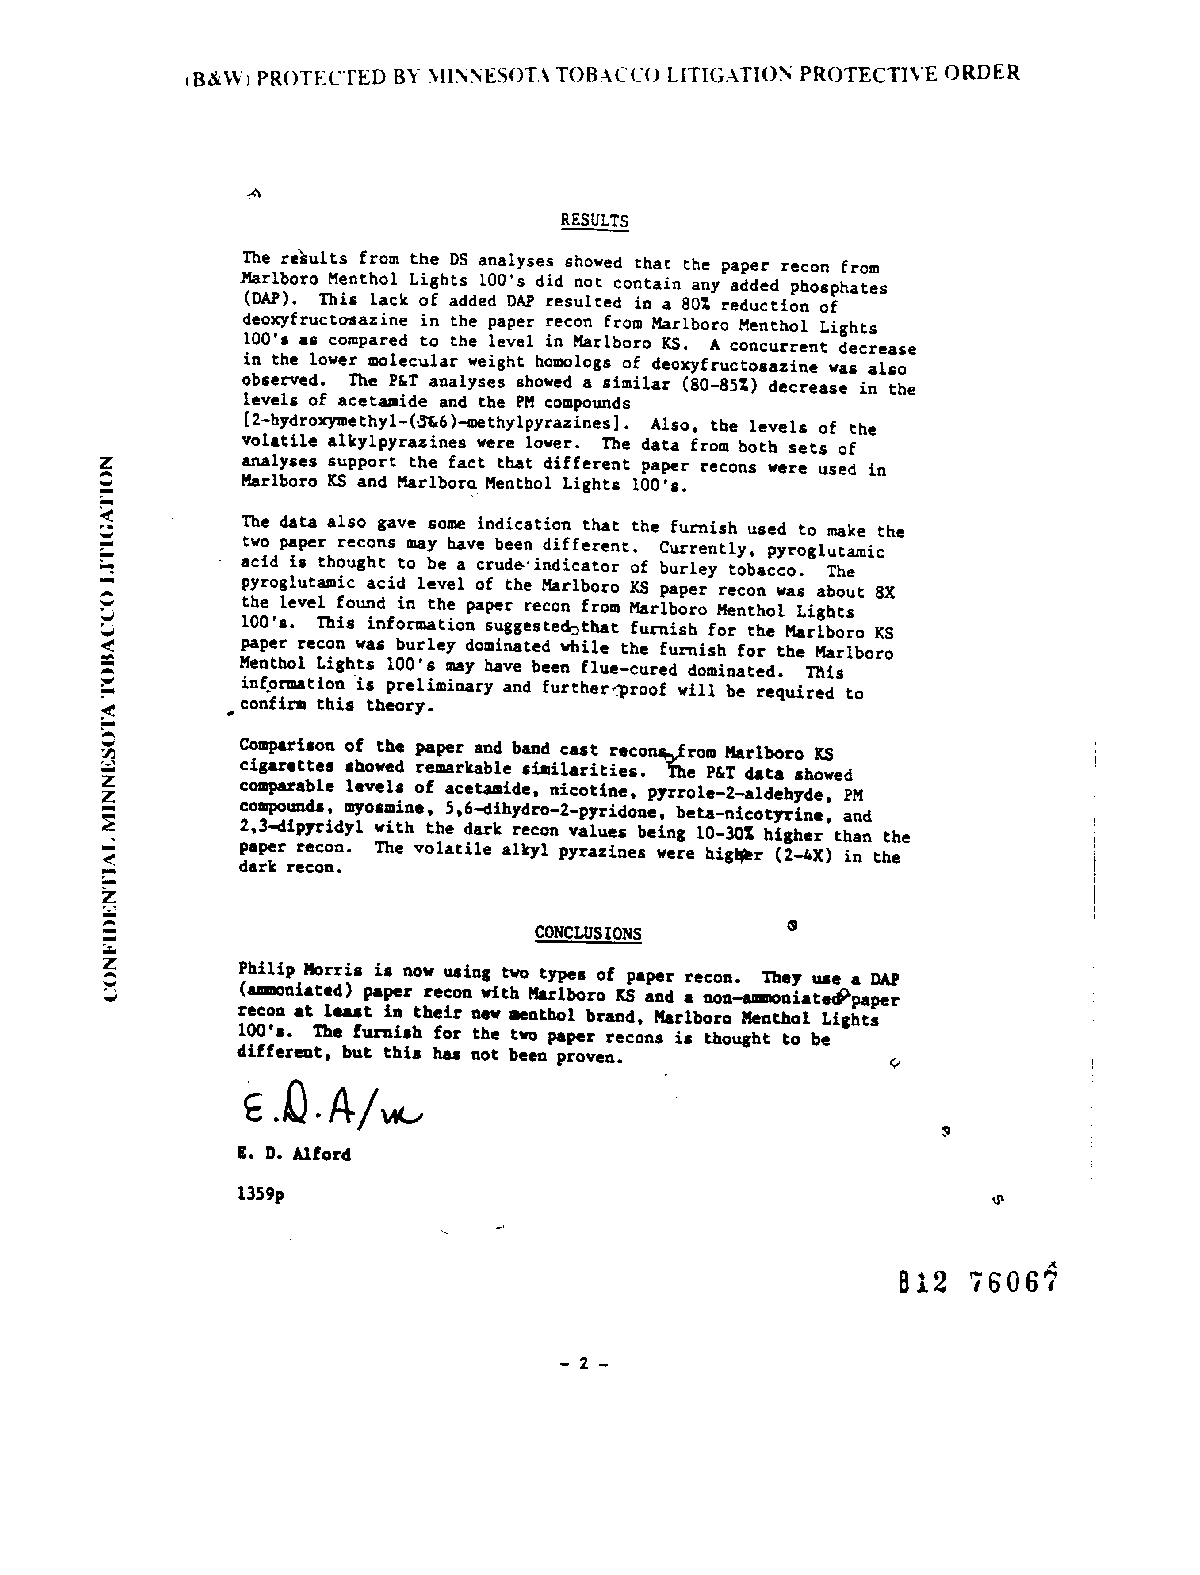 (B&W) PROTECTED BY MINNESOTA TOBACCO LITIGATION PROTECTIVE ORDER
RESULTS
The results from the DS analyses showed that the paper recon from
Marlboro Menthol Lights 100's did not contain any added phosphates
(DAP). This lack of added DAP resulted in a 80% reduction of
deoxyfructosazine in the paper recon from Marlboro Menthol Lights
100's as compared to the level in Marlboro KS. A concurrent decrease
in the lower molecular weight homologs of deoxyfructosazine was also
observed. The P&T analyses showed a similar (80-85%) decrease in the
levels of acetamide and the PM compounds
[2-hydroxymethyl-(5&6)-methylpyrazines]. Also, the levels of the
volatile alkylpyrazines were lower. The data from both sets of
analyses support the fact that different paper recons were used in
Marlboro KS and Marlboro Menthol Lights 100's.
The data also gave some indication that the furnish used to make the
two paper recons may have been different. Currently, pyroglutamic
acid is thought to be a crude indicator of burley tobacco. The
pyroglutamic acid level of the Marlboro KS paper recon was about 8X
the level found in the paper recon from Marlboro Menthol Lights
100's. This information suggested that furnish for the Marlboro KS
paper recon was burley dominated while the furnish for the Marlboro
Menthol Lights 100's may have been flue-cured dominated. This
information is preliminary and further proof will be required to
confirm this theory.
Comparison of the paper and band cast recons from Marlboro KS
cigarettes showed remarkable similarities. The P&T data showed
comparable levels of acetamide, nicotine, pyrrole-2-aldehyde, PM
compounds, myosmine, 5,6-dihydro-2-pyridone, beta-nicotyrine, and
2,3-dipyridyl with the dark recon values being 10-30% higher than the
paper recon. The volatile alkyl pyrazines were higher (2-4X) in the
dark recon.
CONCLUSIONS
Philip Morris is now using two types of paper recon. They use a DAP
(ammoniated) paper recon with Marlboro KS and a non-ammoniated paper
recon at least in their new menthol brand, Marlboro Menthol Lights
100's. The furnish for the two paper recons is thought to be
different, but this has not been proven.
E.D.A/m
E. D. Alford
1359p
B12 76067
- 2 -
CONFIDENTIAL MINNESOTA TOBACCO LITIGATION